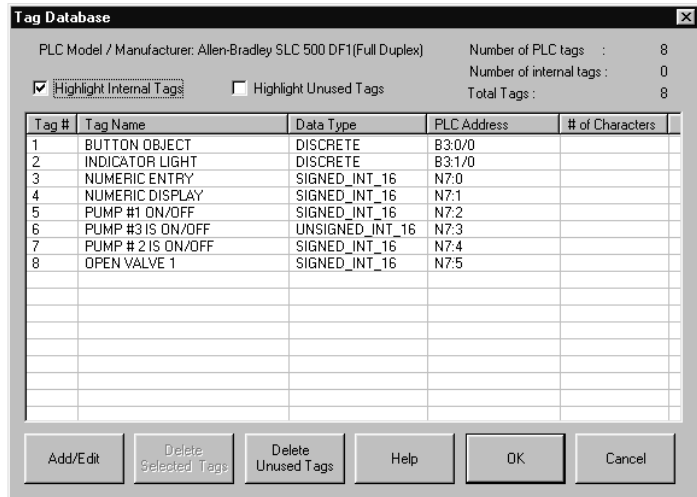 Tag Database
PLC Model / Manufacturer: Allen-Bradley SLC 500 DF1(Full Duplex)
Number of PLC tags : 8
Number of internal tags : 0
Total Tags : 8
Highlight Internal Tags Highlight Unused Tags
Tag # Tag Name Data Type PLC Address # of Characters
1 BUTTON OBJECT DISCRETE B3:0/0
2 INDICATOR LIGHT DISCRETE B3:1/0
3 NUMERIC ENTRY SIGNED_INT_16 N7:0
4 NUMERIC DISPLAY SIGNED_INT_16 N7:1
5 PUMP #1 ON/OFF SIGNED_INT_16 N7:2
6 PUMP #3 IS ON/OFF UNSIGNED_INT_16 N7:3
7 PUMP # 2 IS ON/OFF SIGNED_INT_16 N7:4
8 OPEN VALVE 1 SIGNED_INT_16 N7:5
Add/Edit
Delete
Selected Tags
Delete
Unused Tags
Help
OK
Cancel